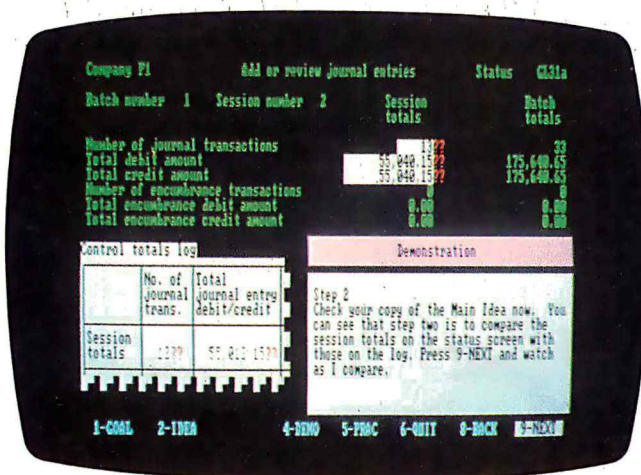 Company P1 Add or review journal entries Status GL31a
Batch number 1 Session number 2 Session totals Batch totals
Number of journal transactions 13?? 33
Total debit amount 55,040.15?? 175,640.65
Total credit amount 55,040.15?? 175,640.65
Number of encumbrance transactions 0 0
Total encumbrance debit amount 0.00 0.00
Total encumbrance credit amount 0.00 0.00
Control totals log
No. of journal trans.
Total journal entry debit/credit
Session totals
Demonstration
Step 2
Check your copy of the Main Idea now. You
can see that step two is to compare the
session totals on the status screen with
those on the log. Press 9-NEXT and watch
as I compare.
1-GOAL 2-IDEA 4-DEMO 5-PRAC 6-QUIT 8-BACK 9-NEXT